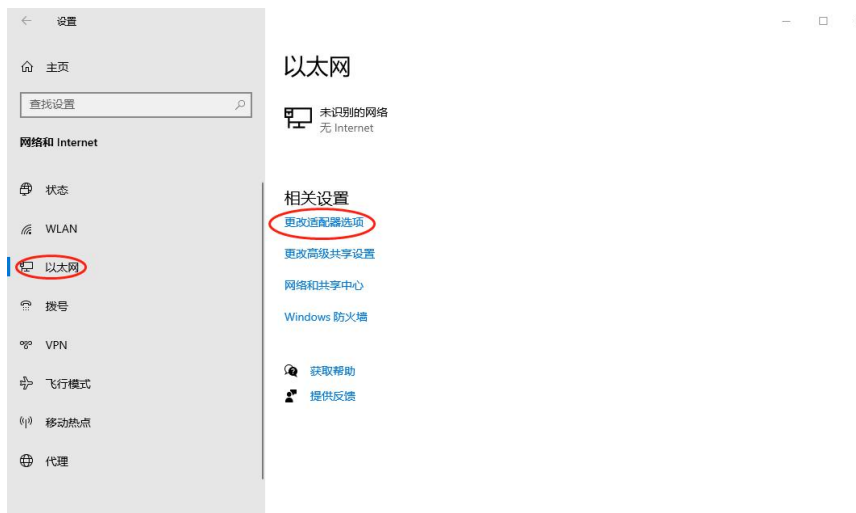 设置
主页
查找设置
网络和 Internet
状态
WLAN
以太网
拨号
VPN
飞行模式
移动热点
代理
以太网
未识别的网络
无 Internet
相关设置
更改适配器选项
更改高级共享设置
网络和共享中心
Windows 防火墙
获取帮助
提供反馈